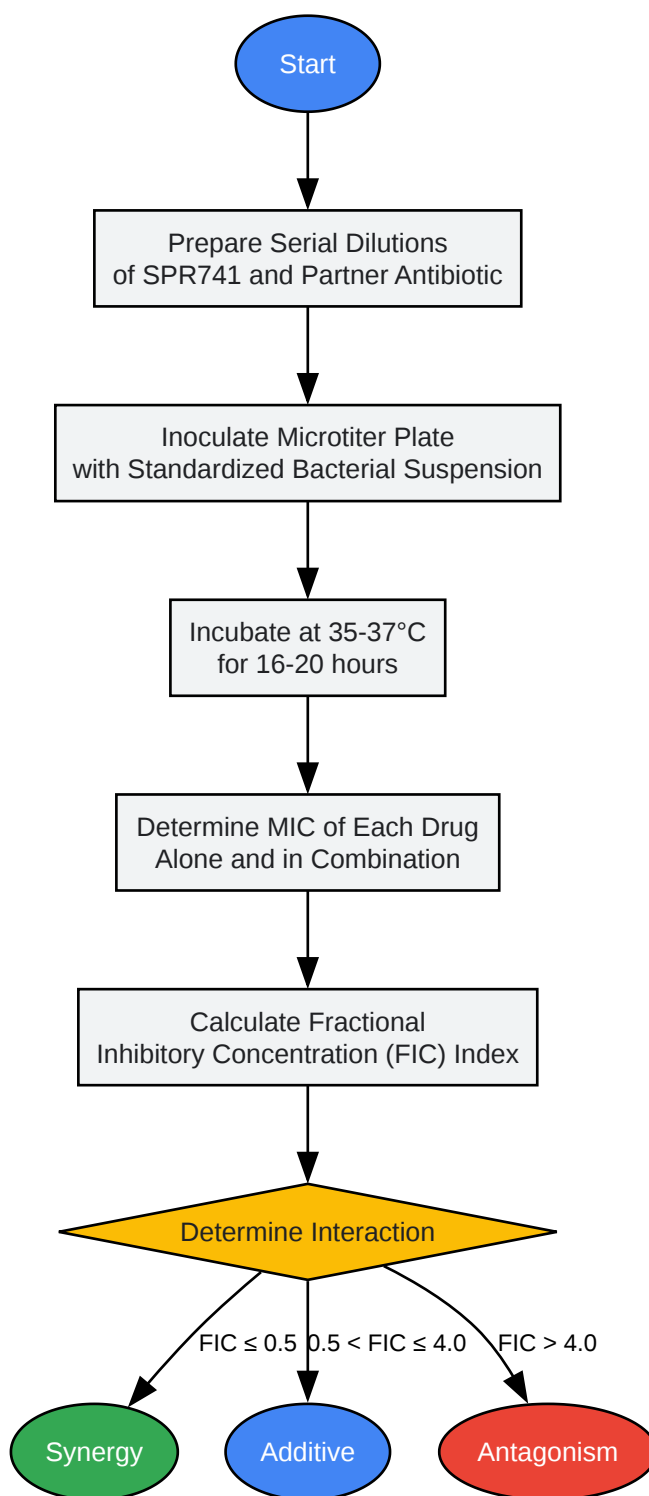 Start
Prepare Serial Dilutions
of SPR741 and Partner Antibiotic
Inoculate Microtiter Plate
with Standardized Bacterial Suspension
Incubate at 35-37°C
for 16-20 hours
Determine MIC of Each Drug
Alone and in Combination
Calculate Fractional
Inhibitory Concentration (FIC) Index
Determine Interaction
FIC ≤ 0.5
0.5 < FIC ≤ 4.0
FIC > 4.0
Synergy
Additive
Antagonism